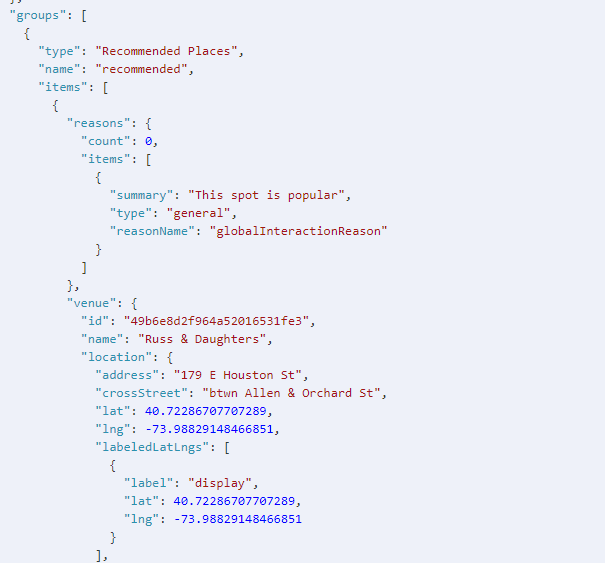 },
"groups": [
{
"type": "Recommended Places",
"name": "recommended",
"items": [
{
"reasons": {
"count": 0,
"items": [
{
"summary": "This spot is popular",
"type": "general",
"reasonName": "globalInteractionReason"
}
]
},
"venue": {
"id": "49b6e8d2f964a52016531fe3",
"name": "Russ & Daughters",
"location": {
"address": "179 E Houston St",
"crossStreet": "btwn Allen & Orchard St",
"lat": 40.72286707707289,
"lng": -73.98829148466851,
"labeledLatLngs": [
{
"label": "display",
"lat": 40.72286707707289,
"lng": -73.98829148466851
}
],